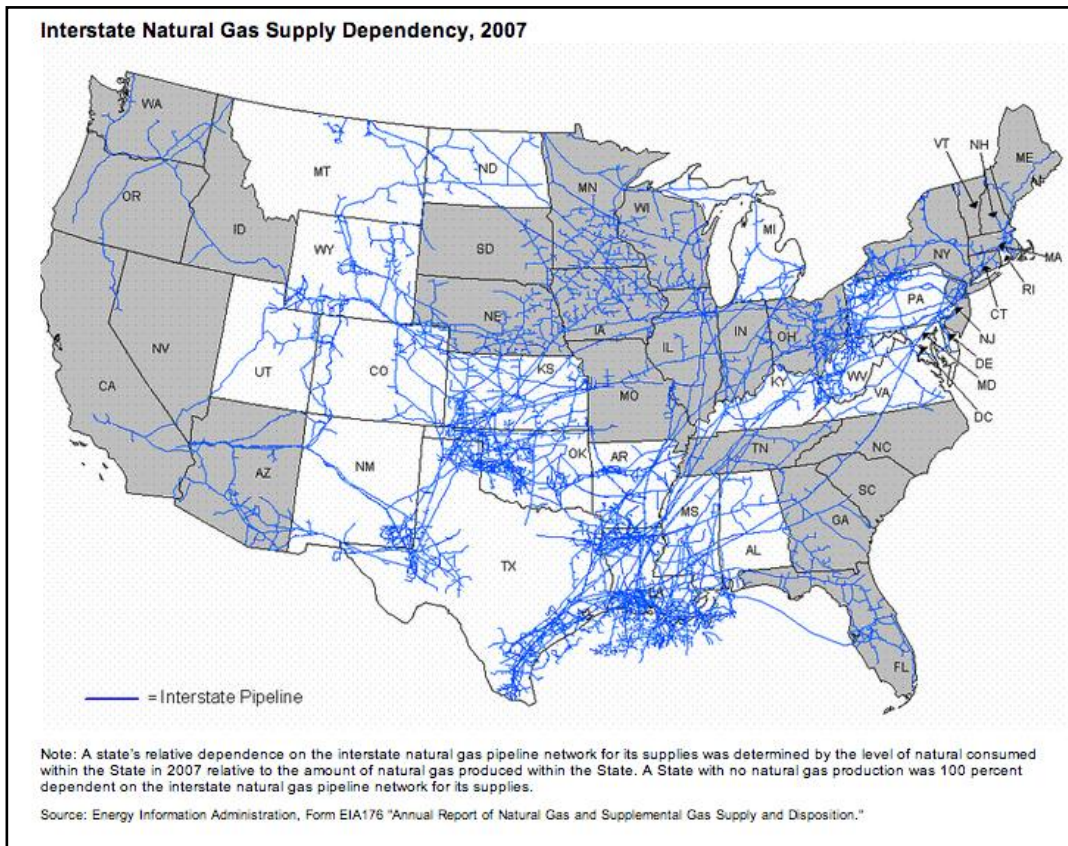 Interstate Natural Gas Supply Dependency, 2007
WA
MT
ND
MN
VT
NH
ME
OR
ID
WY
SD
WI
MI
NY
MA
RI
CT
NV
UT
CO
NE
IA
IL
IN
OH
PA
NJ
DE
MD
DC
CA
KS
MO
KY
WV
VA
AZ
NM
OK
AR
TN
NC
SC
TX
LA
MS
AL
GA
FL
= Interstate Pipeline
Note: A state's relative dependence on the interstate natural gas pipeline network for its supplies was determined by the level of natural consumed
within the State in 2007 relative to the amount of natural gas produced within the State. A State with no natural gas production was 100 percent
dependent on the interstate natural gas pipeline network for its supplies.
Source: Energy Information Administration, Form EIA176 "Annual Report of Natural Gas and Supplemental Gas Supply and Disposition."